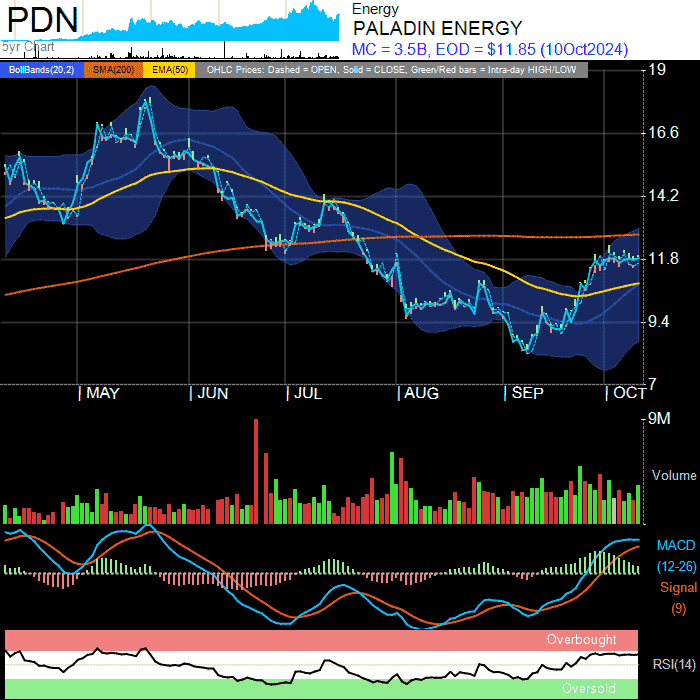 PDN
5yr Chart
Energy
PALADIN ENERGY
MC = 3.5B, EOD = $11.85 (10Oct2024)
BollBands(20,2) SMA(200) EMA(50) OHLC Prices: Dashed = OPEN, Solid = CLOSE, Green/Red bars = Intra-day HIGH/LOW
19
16.6
14.2
11.8
9.4
7
| MAY | JUN | JUL | AUG | SEP | OCT
9M
Volume
MACD
(12-26)
Signal
(9)
Overbought
RSI(14)
Oversold